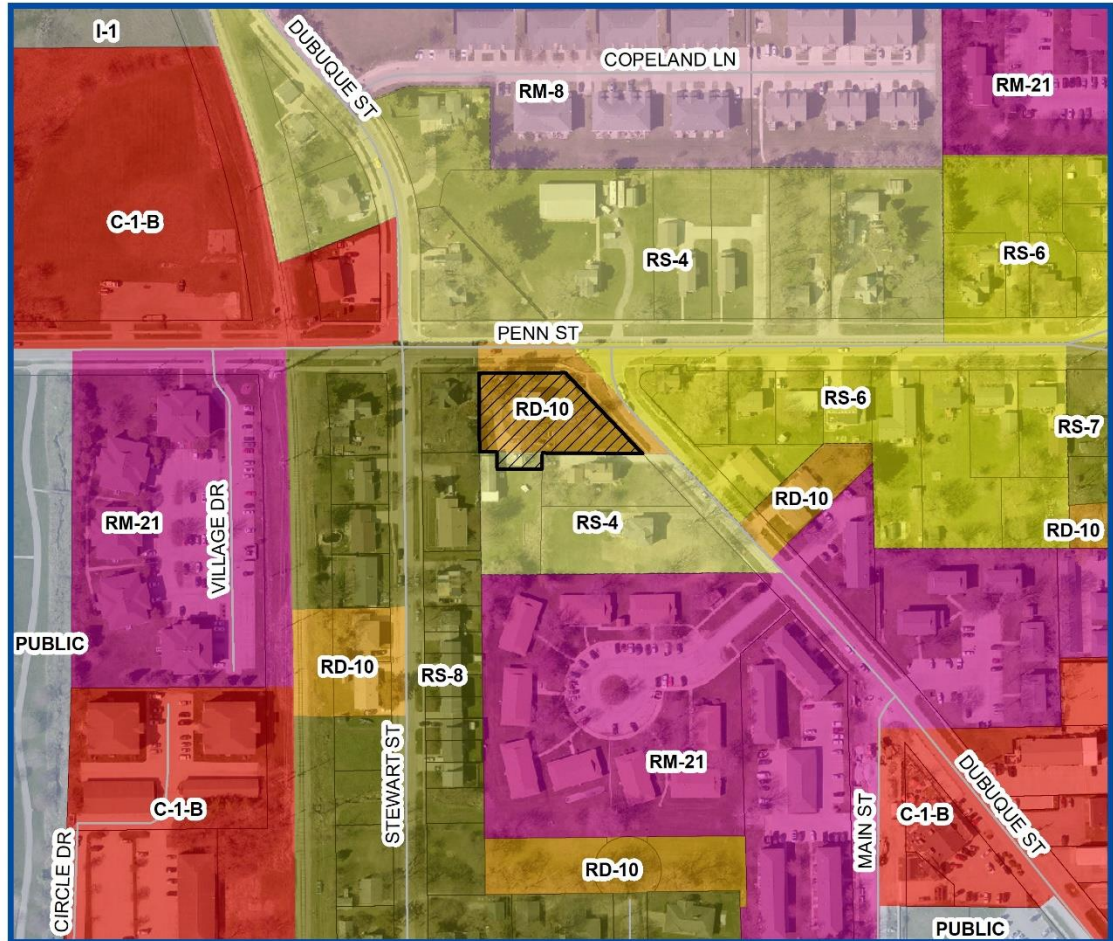 I-1
DUBUQUE ST
COPELAND LN
RM-8
RM-21
C-1-B
RS-4
RS-6
PENN ST
RD-10
RS-6
RS-7
RM-21
VILLAGE DR
RS-4
RD-10
RD-10
PUBLIC
RD-10
RS-8
STEWART ST
RM-21
C-1-B
CIRCLE DR
MAIN ST
C-1-B
DUBUQUE ST
RD-10
PUBLIC